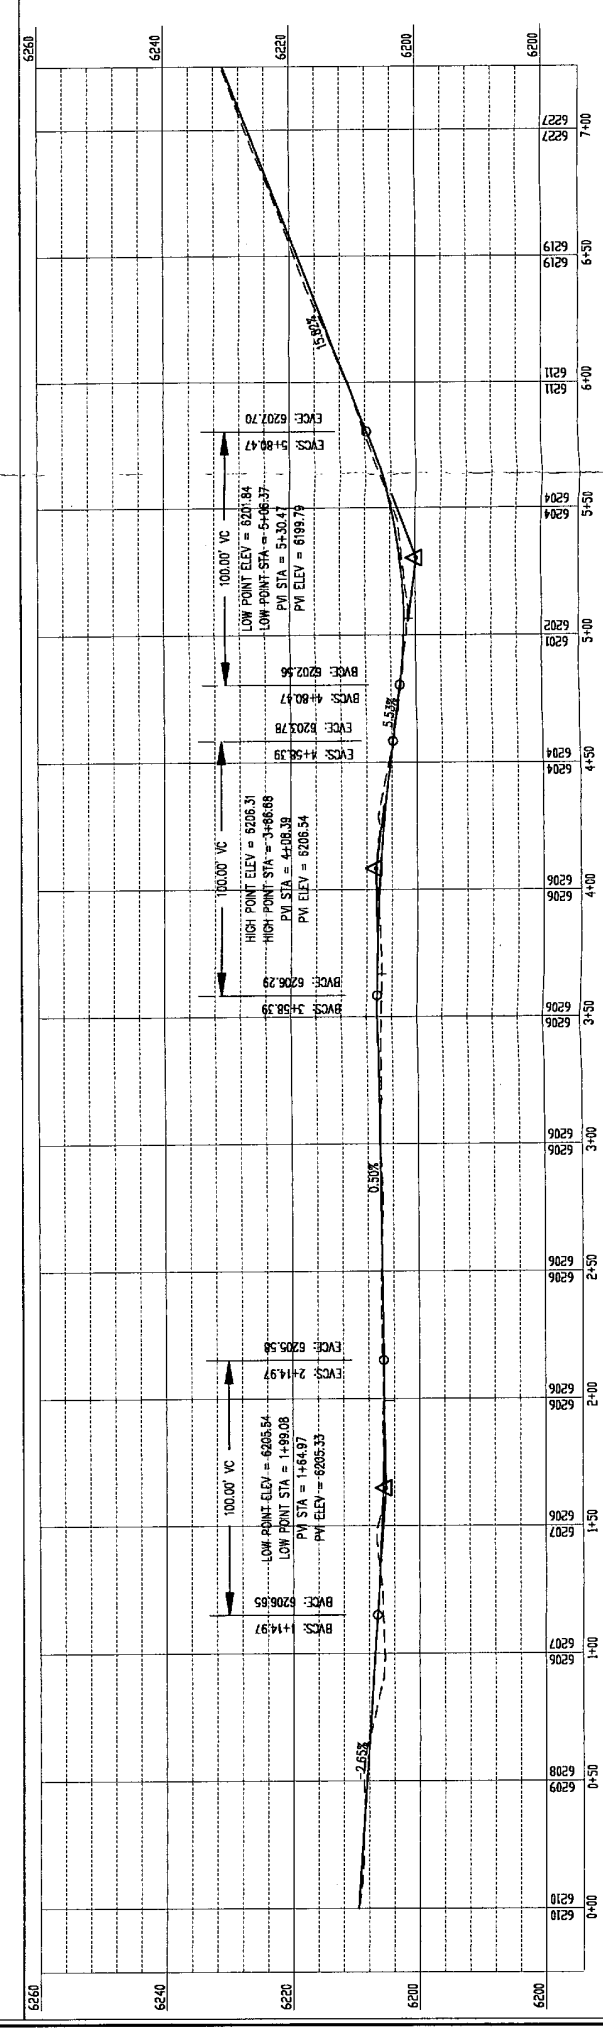 6260
6240
6220
6200
6200
100.00' VC
BVCS: 1+14.97
BVCE: 6206.65
LOW POINT ELEV = 6205.54
LOW POINT STA = 1+99.08
PVI STA = 1+64.97
PVI ELEV = 6205.33
EVCS: 2+14.97
EVCE: 6205.58
100.00' VC
BVCS: 3+58.39
BVCE: 6206.29
HIGH POINT ELEV = 6206.31
HIGH POINT STA = 3+66.68
PVI STA = 4+08.39
PVI ELEV = 6206.54
EVCS: 4+58.39
EVCE: 6203.78
100.00' VC
BVCS: 4+80.47
BVCE: 6202.56
LOW POINT ELEV = 6201.84
LOW POINT STA = 5+06.37
PVI STA = 5+30.47
PVI ELEV = 6199.79
EVCS: 5+80.47
EVCE: 6207.70
-2.65%
0.50%
5.53%
15.82%
6260
6240
6220
6200
6200
6210 6210
6209 6208
6206 6207
6207 6206
6206 6206
6206 6206
6206 6206
6206 6206
6206 6206
6204 6204
6201 6202
6204 6204
6211 6211
6219 6219
6227 6227
0+00
0+50
1+00
1+50
2+00
2+50
3+00
3+50
4+00
4+50
5+00
5+50
6+00
6+50
7+00